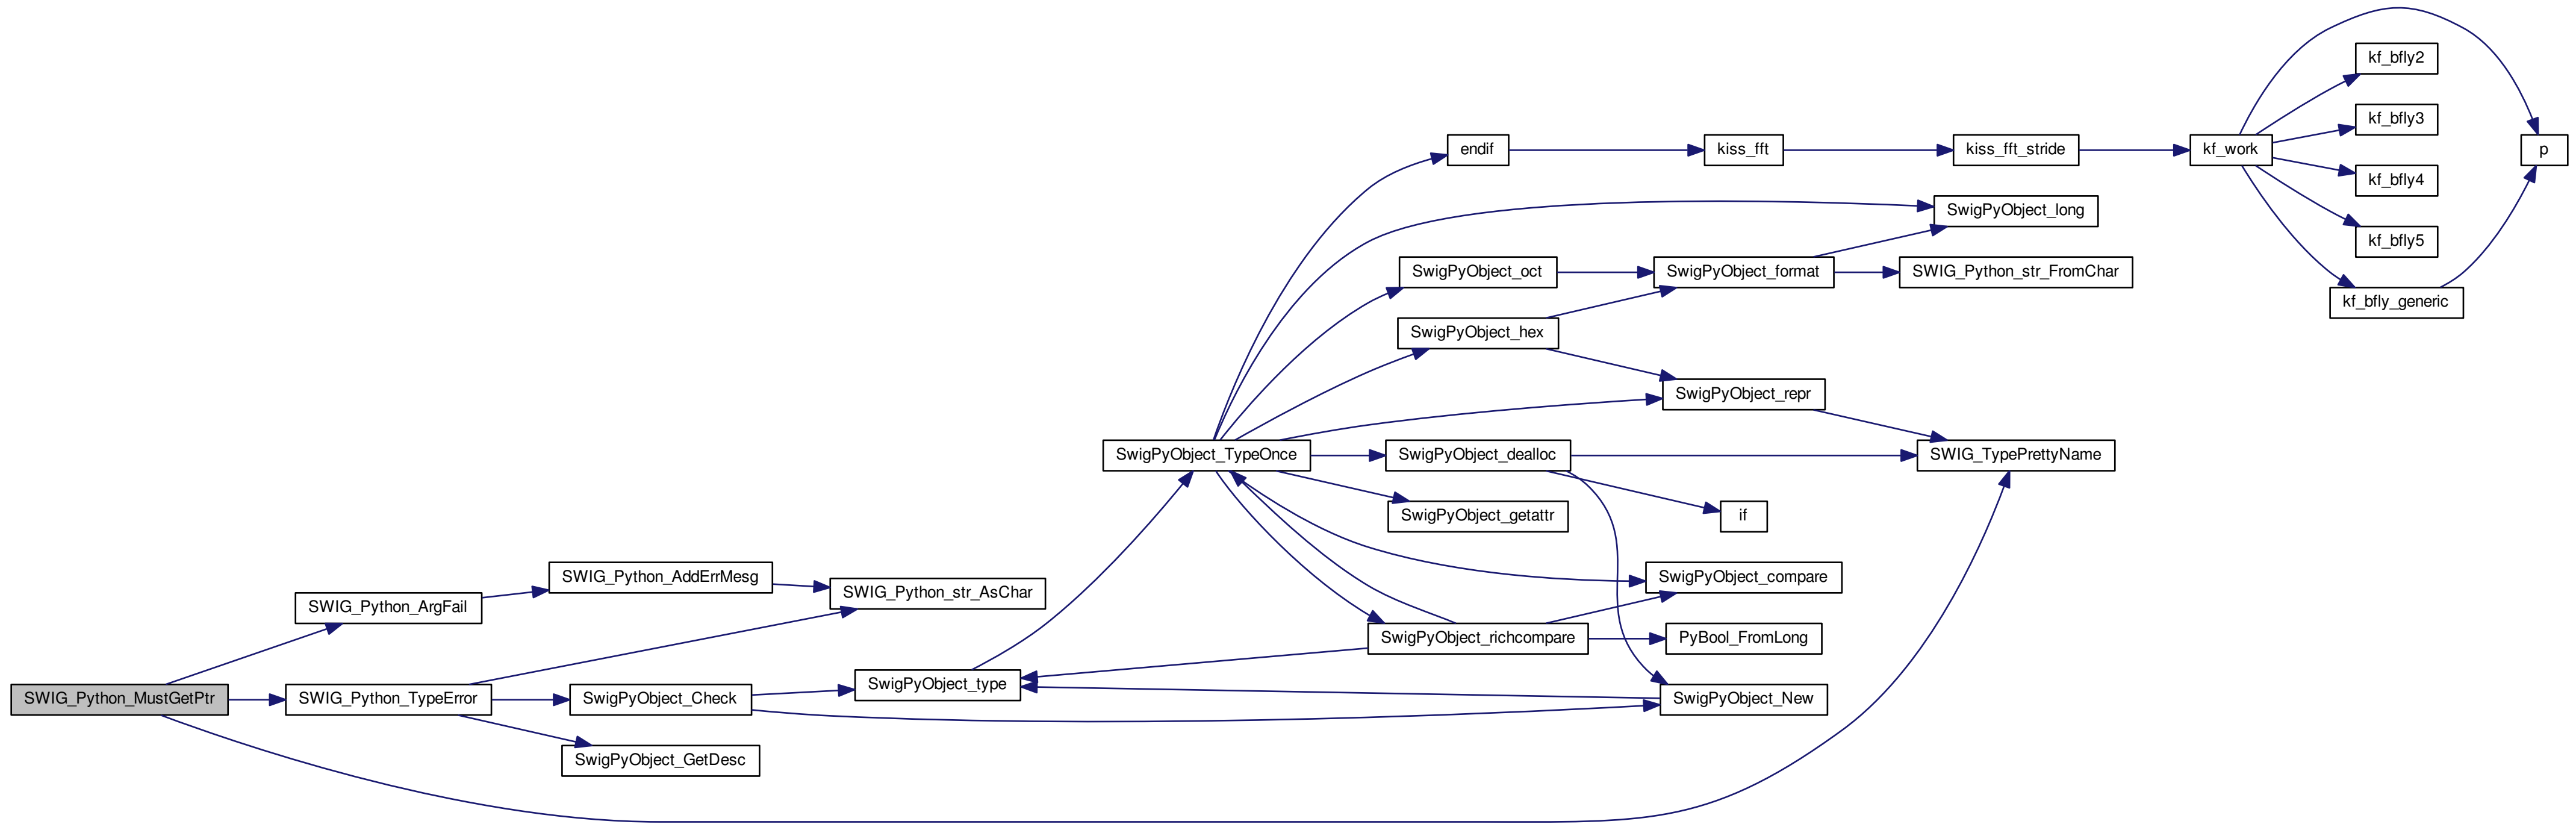 kf_bfly2
kf_bfly3
endif
kiss_fft
kiss_fft_stride
kf_work
p
kf_bfly4
SwigPyObject_long
kf_bfly5
SwigPyObject_oct
SwigPyObject_format
SWIG_Python_str_FromChar
kf_bfly_generic
SwigPyObject_hex
SwigPyObject_repr
SwigPyObject_TypeOnce
SwigPyObject_dealloc
SWIG_TypePrettyName
SwigPyObject_getattr
if
SWIG_Python_AddErrMesg
SwigPyObject_compare
SWIG_Python_str_AsChar
SWIG_Python_ArgFail
SwigPyObject_richcompare
PyBool_FromLong
SwigPyObject_type
SWIG_Python_MustGetPtr
SWIG_Python_TypeError
SwigPyObject_Check
SwigPyObject_New
SwigPyObject_GetDesc